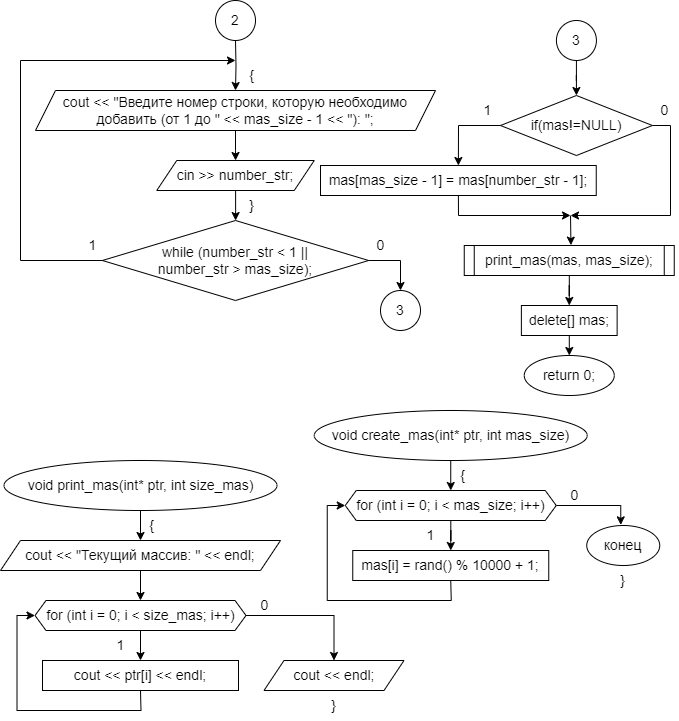 2
{
cout << "Введите номер строки, которую необходимо
добавить (от 1 до " << mas_size - 1 << "): ";
cin >> number_str;
}
1
while (number_str < 1 ||
number_str > mas_size);
0
3
3
1
if(mas!=NULL)
0
mas[mas_size - 1] = mas[number_str - 1];
print_mas(mas, mas_size);
delete[] mas;
return 0;
void print_mas(int* ptr, int size_mas)
{
cout << "Текущий массив: " << endl;
for (int i = 0; i < size_mas; i++)
0
1
cout << ptr[i] << endl;
cout << endl;
}
void create_mas(int* ptr, int mas_size)
{
for (int i = 0; i < mas_size; i++)
0
1
mas[i] = rand() % 10000 + 1;
конец
}